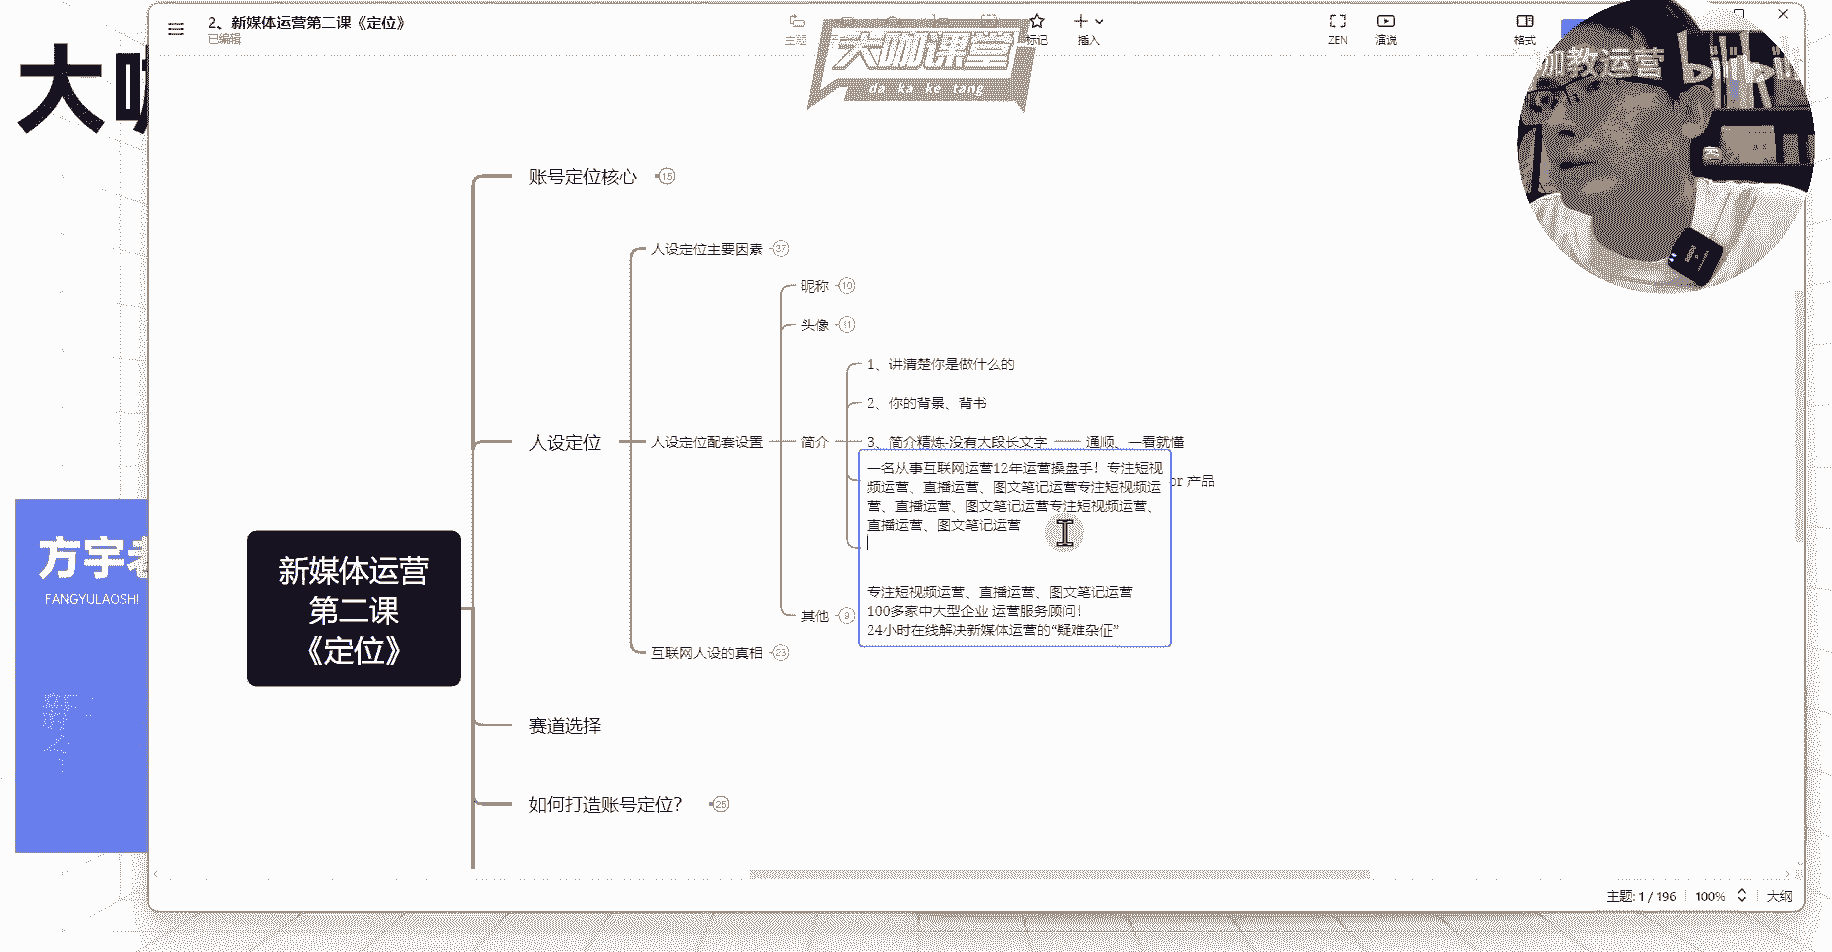 2、新媒体运营第二课《定位》
已编辑
主题
标记
插入
ZEN
演说
格式
大咖课堂
da ka ke tang
咖教运营
bilibili
大咖
方宇老
FANGYULAOSHI
账号定位核心 15
人设定位主要因素 37
昵称 10
头像 11
1、讲清楚你是做什么的
2、你的背景、背书
人设定位
人设定位配套设置
简介
3、简介精炼-没有大段长文字
通顺、一看就懂
一名从事互联网运营12年运营操盘手！专注短视
频运营、直播运营、图文笔记运营专注短视频运
营、直播运营、图文笔记运营专注短视频运营、
直播运营、图文笔记运营
or 产品
专注短视频运营、直播运营、图文笔记运营
100多家中大型企业 运营服务顾问！
24小时在线解决新媒体运营的“疑难杂征”
其他 9
互联网人设的真相 23
新媒体运营
第二课
《定位》
赛道选择
如何打造账号定位？ 25
主题: 1 / 196
100%
大纲